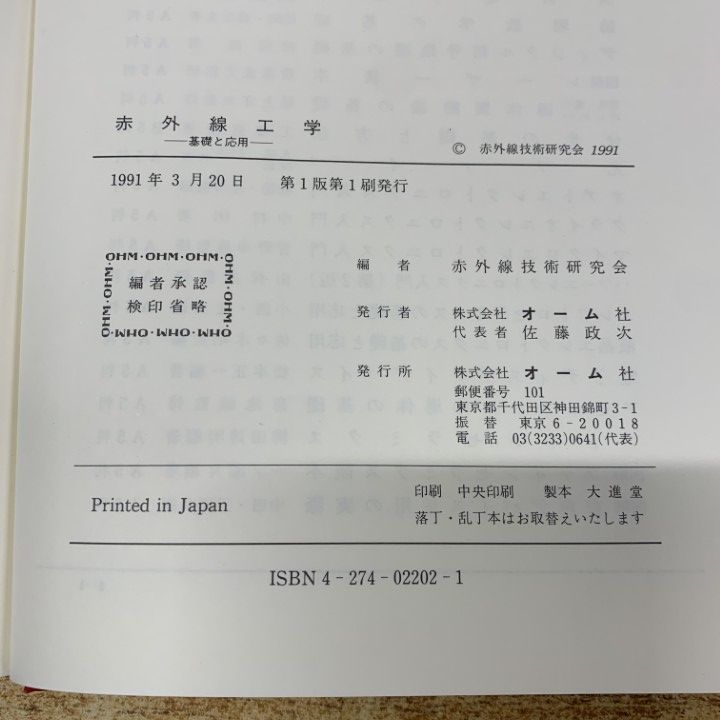 赤外線工学
—基礎と応用—
© 赤外線技術研究会 1991
1991年3月20日 第1版第1刷発行
OHM·OHM·OHM·OHM·OHM·OHM·OHM·OHM·OHM·OHM
編者承認
検印省略
編者 赤外線技術研究会
発行者 株式会社 オーム社
代表者 佐藤政次
発行所 株式会社 オーム社
郵便番号 101
東京都千代田区神田錦町3-1
振替 東京6-20018
電話 03(3233)0641(代表)
Printed in Japan
印刷 中央印刷 製本 大進堂
落丁・乱丁本はお取替えいたします
ISBN 4-274-02202-1